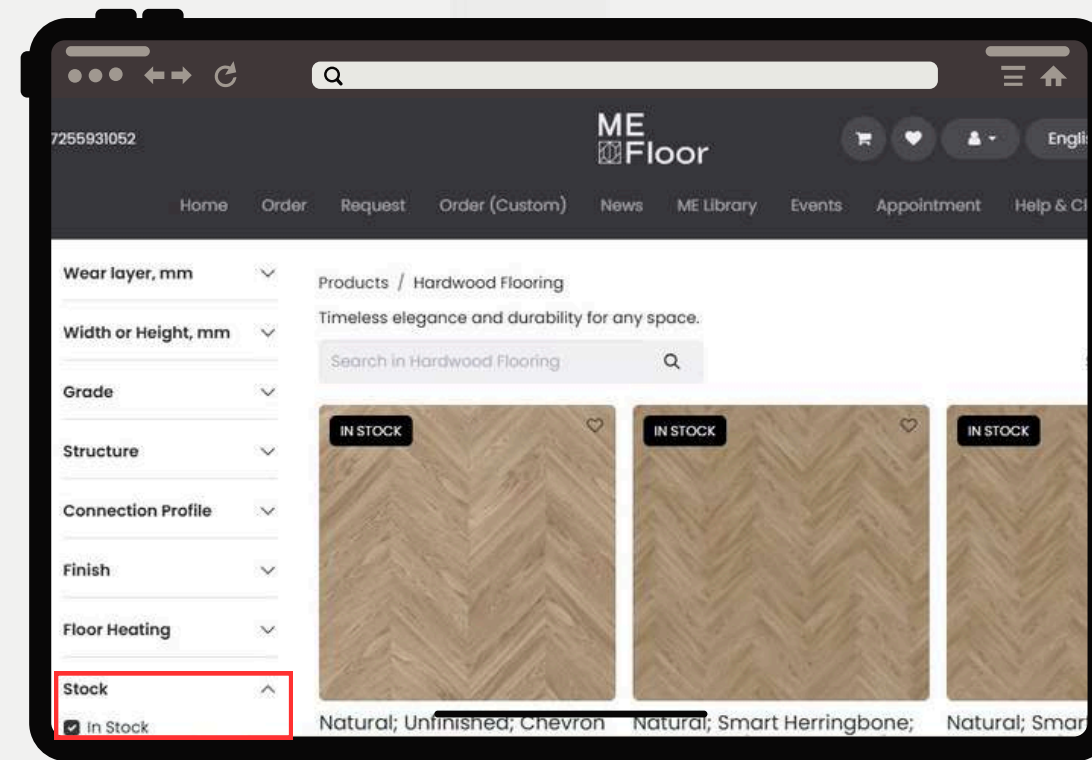 7255931052
ME
Floor
Home Order Request Order (Custom) News ME Library Events Appointment Help &
Wear layer, mm
Width or Height, mm
Grade
Structure
Connection Profile
Finish
Floor Heating
Stock
In Stock
Products / Hardwood Flooring
Timeless elegance and durability for any space.
Search in Hardwood Flooring
IN STOCK IN STOCK IN STOCK
Natural; Unfinished; Chevron Natural; Smart Herringbone; Natural; Smar